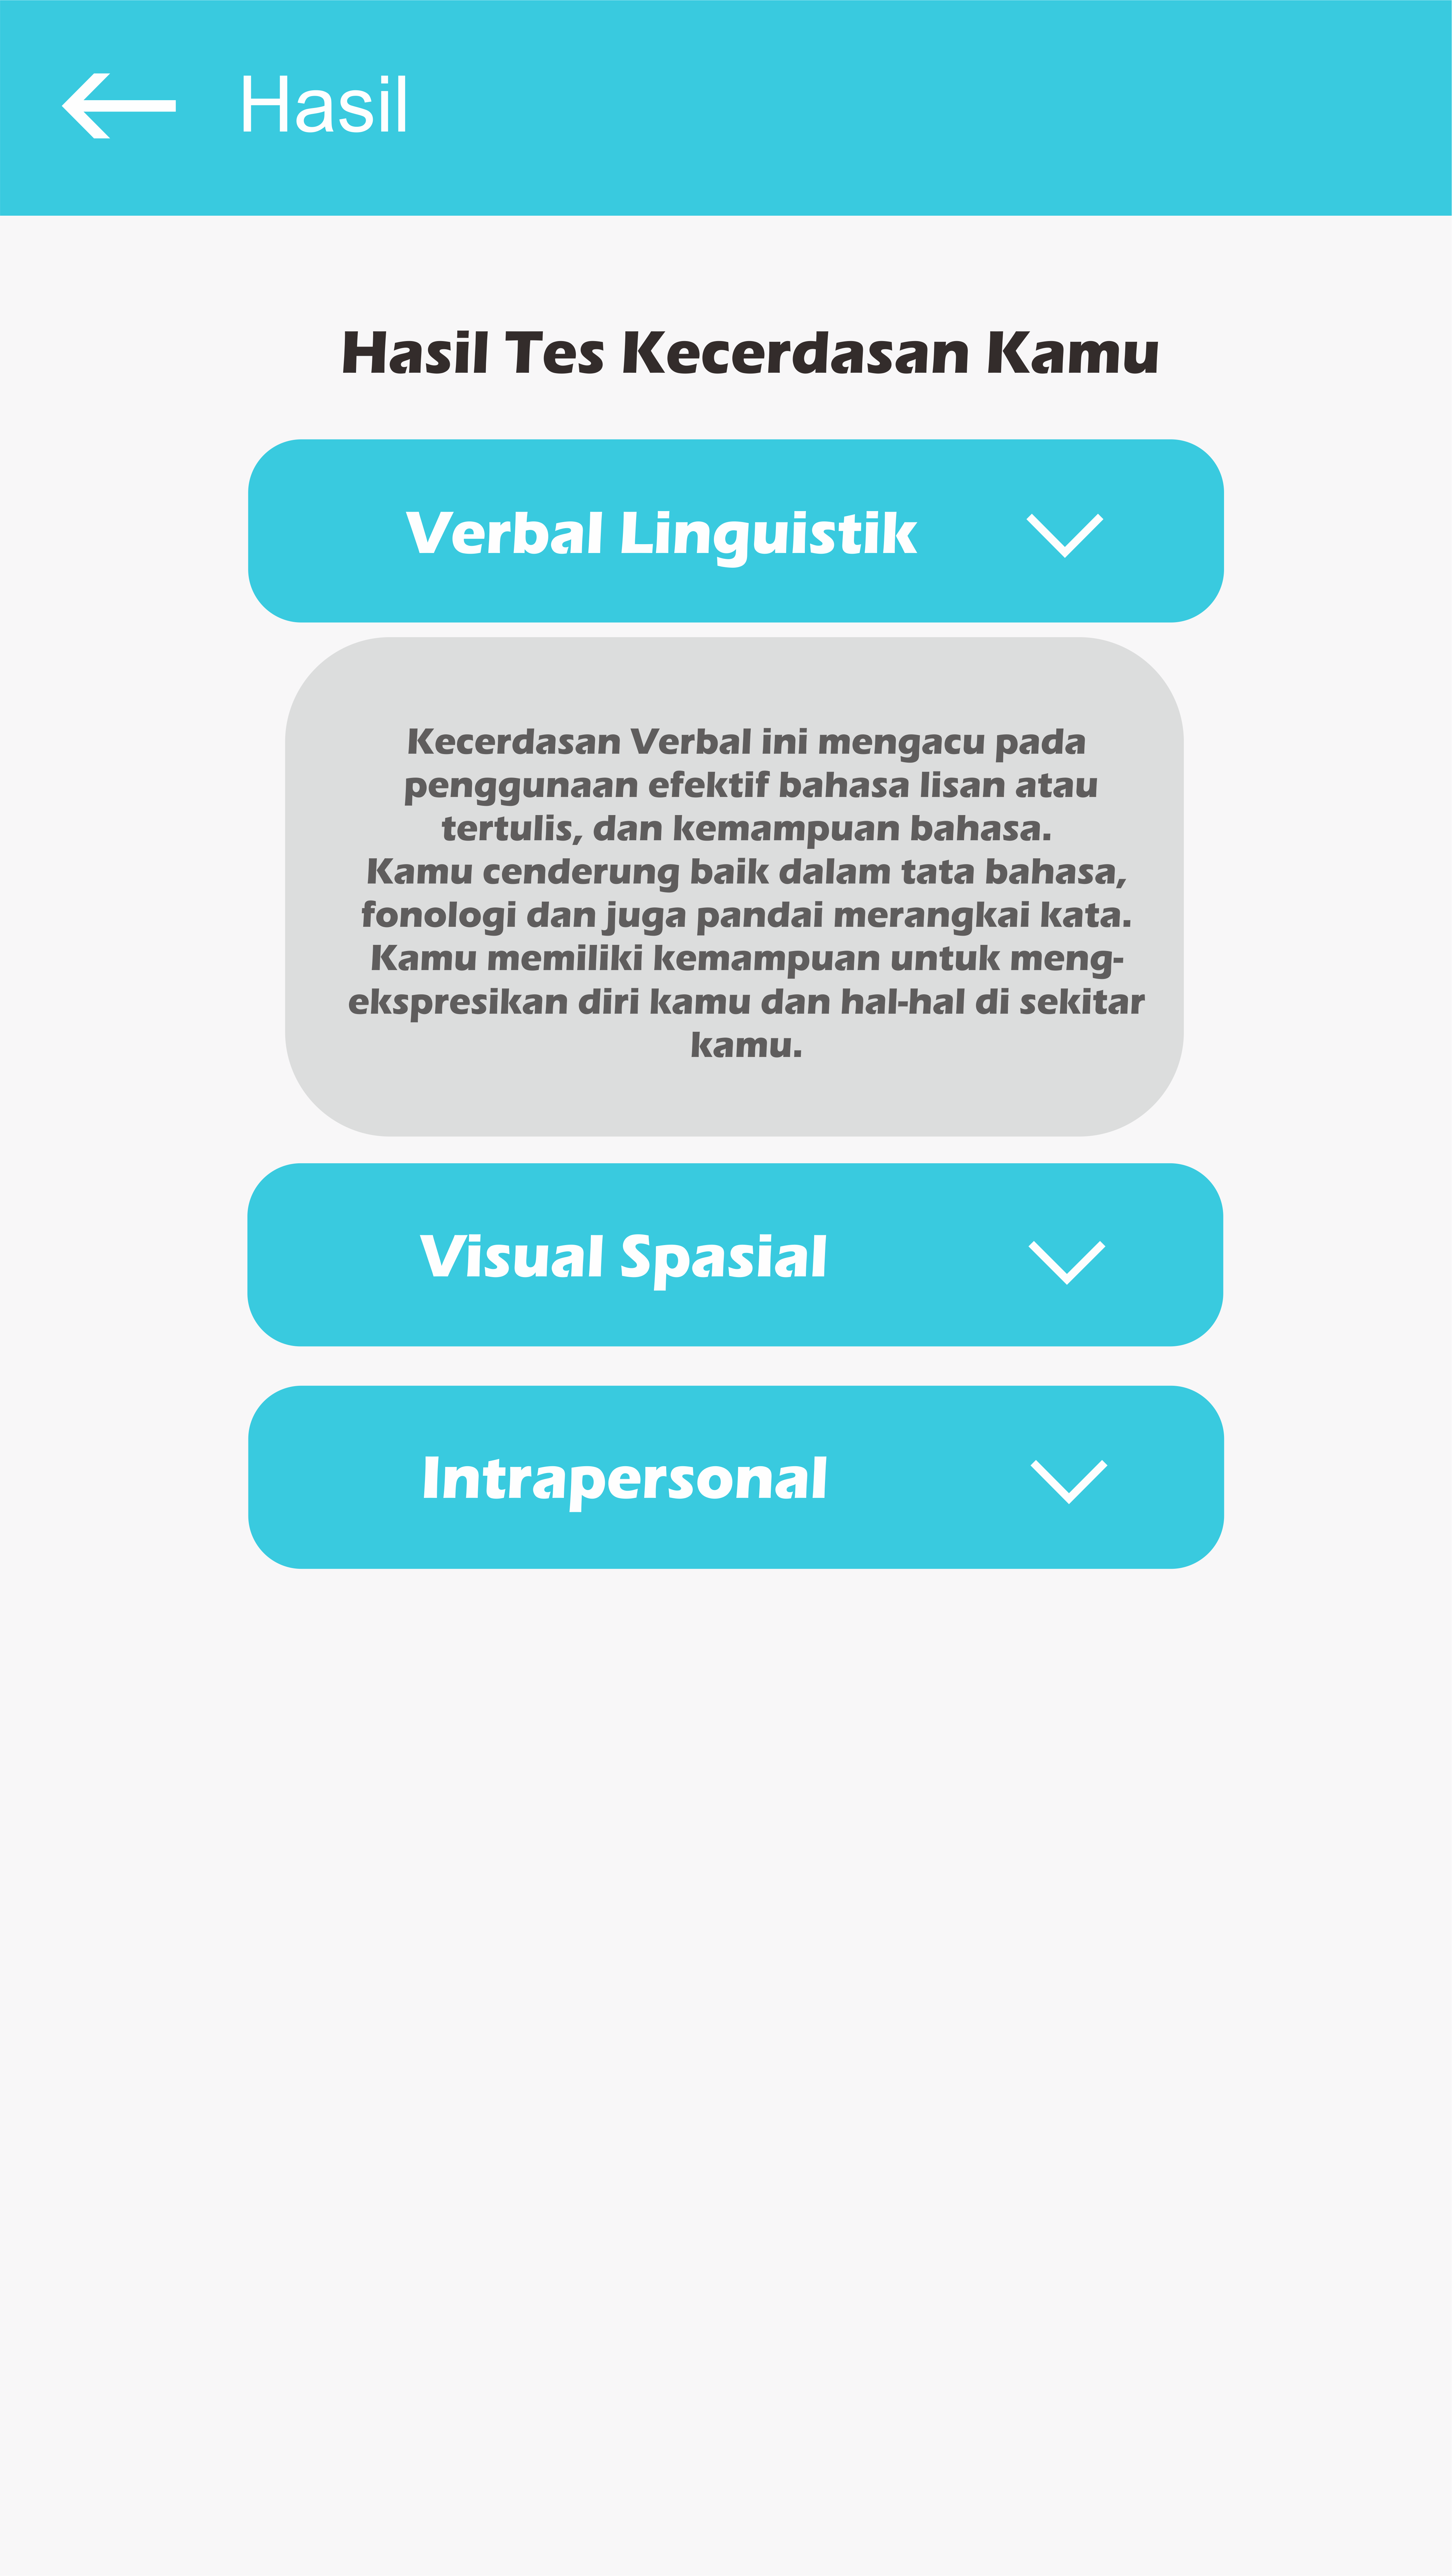 Hasil
Hasil Tes Kecerdasan Kamu
Verbal Linguistik
Kecerdasan Verbal ini mengacu pada
penggunaan efektif bahasa lisan atau
tertulis, dan kemampuan bahasa.
Kamu cenderung baik dalam tata bahasa,
fonologi dan juga pandai merangkai kata.
Kamu memiliki kemampuan untuk meng-
ekspresikan diri kamu dan hal-hal di sekitar
kamu.
Visual Spasial
Intrapersonal